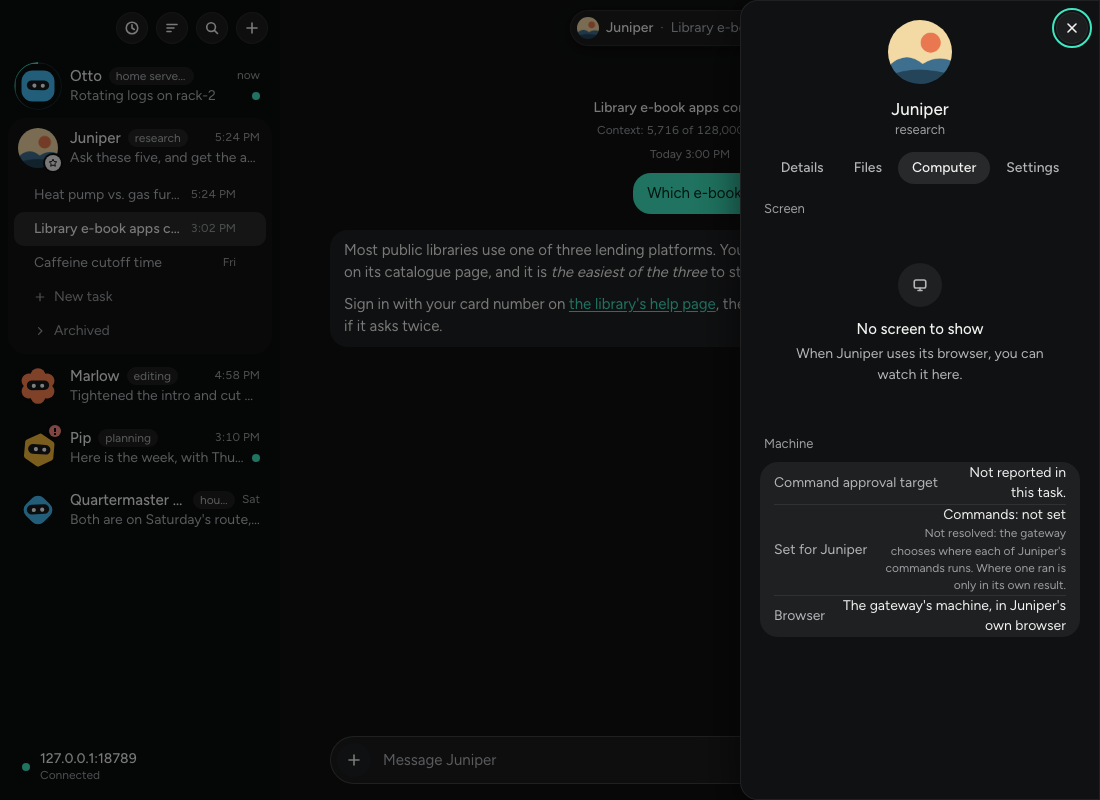 Otto home serve... now
Rotating logs on rack-2
Juniper research 5:24 PM
Ask these five, and get the a...
Heat pump vs. gas fur... 5:24 PM
Library e-book apps c... 3:02 PM
Caffeine cutoff time Fri
+ New task
Archived
Marlow editing 4:58 PM
Tightened the intro and cut ...
Pip planning 3:10 PM
Here is the week, with Thu...
Quartermaster ... hou... Sat
Both are on Saturday's route,...
127.0.0.1:18789
Connected
Juniper · Library e-b
Library e-book apps co
Context: 5,716 of 128,000
Today 3:00 PM
Which e-book
Most public libraries use one of three lending platforms. You
on its catalogue page, and it is the easiest of the three to st
Sign in with your card number on the library's help page, the
if it asks twice.
Message Juniper
Juniper
research
Details Files Computer Settings
Screen
No screen to show
When Juniper uses its browser, you can
watch it here.
Machine
Command approval target Not reported in
this task.
Set for Juniper Commands: not set
Not resolved: the gateway
chooses where each of Juniper's
commands runs. Where one ran is
only in its own result.
Browser The gateway's machine, in Juniper's
own browser